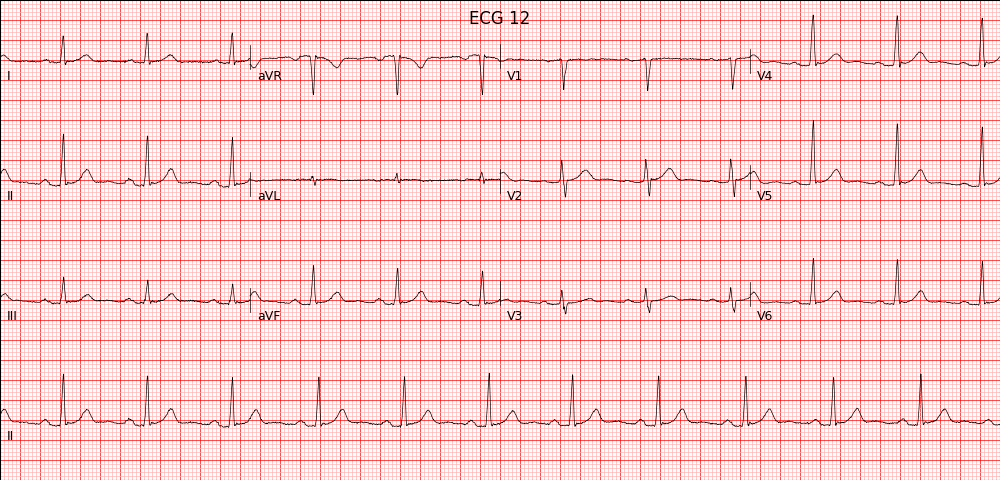 ECG 12
I aVR V1 V4
II aVL V2 V5
III aVF V3 V6
II